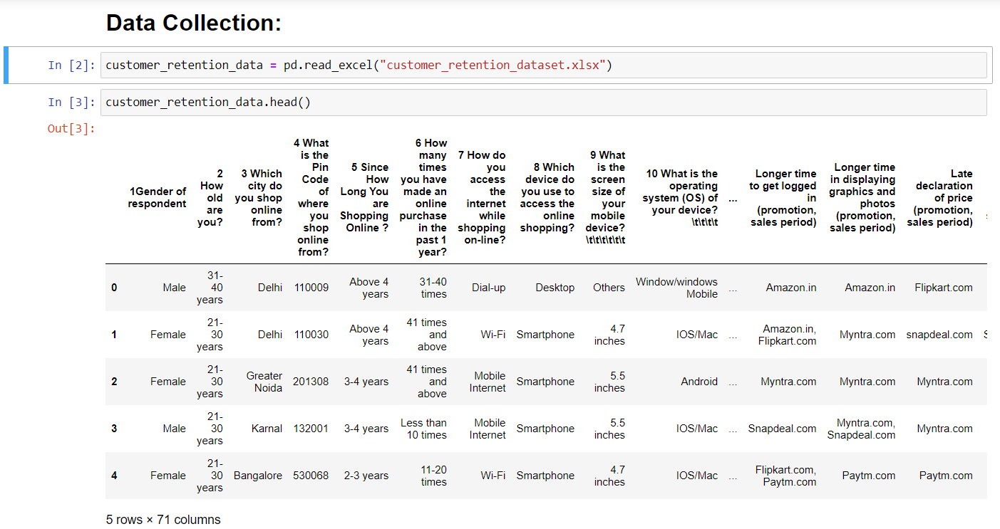 Data Collection:
In [2]: customer_retention_data = pd.read_excel("customer_retention_dataset.xlsx")
In [3]: customer_retention_data.head()
Out[3]:
1Gender of
respondent
2
How
old
are
you?
3 Which
city do
you shop
online
from?
4 What
is the
Pin
Code
of
where
you
shop
online
from?
5 Since
How
Long You
are
Shopping
Online ?
6 How
many
times
you have
made an
online
purchase
in the
past 1
year?
7 How do
you
access
the
internet
while
shopping
on-line?
8 Which
device do
you use to
access the
online
shopping?
9 What
is the
screen
size of
your
mobile
device?
\t\t\t\t\t\t
10 What is the
operating
system (OS) of
your device?
\t\t\t\t
...
Longer time
to get logged
in
(promotion,
sales period)
Longer time
in displaying
graphics and
photos
(promotion,
sales period)
Late
declaration
of price
(promotion,
sales period)
0
Male
31-
40
years
Delhi
110009
Above 4
years
31-40
times
Dial-up
Desktop
Others
Window/windows
Mobile
...
Amazon.in
Amazon.in
Flipkart.com
1
Female
21-
30
years
Delhi
110030
Above 4
years
41 times
and
above
Wi-Fi
Smartphone
4.7
inches
IOS/Mac
...
Amazon.in,
Flipkart.com
Myntra.com
snapdeal.com
2
Female
21-
30
years
Greater
Noida
201308
3-4 years
41 times
and
above
Mobile
Internet
Smartphone
5.5
inches
Android
...
Myntra.com
Myntra.com
Myntra.com
3
Male
21-
30
years
Karnal
132001
3-4 years
Less than
10 times
Mobile
Internet
Smartphone
5.5
inches
IOS/Mac
...
Snapdeal.com
Myntra.com,
Snapdeal.com
Myntra.com
4
Female
21-
30
years
Bangalore
530068
2-3 years
11-20
times
Wi-Fi
Smartphone
4.7
inches
IOS/Mac
...
Flipkart.com,
Paytm.com
Paytm.com
Paytm.com
5 rows × 71 columns